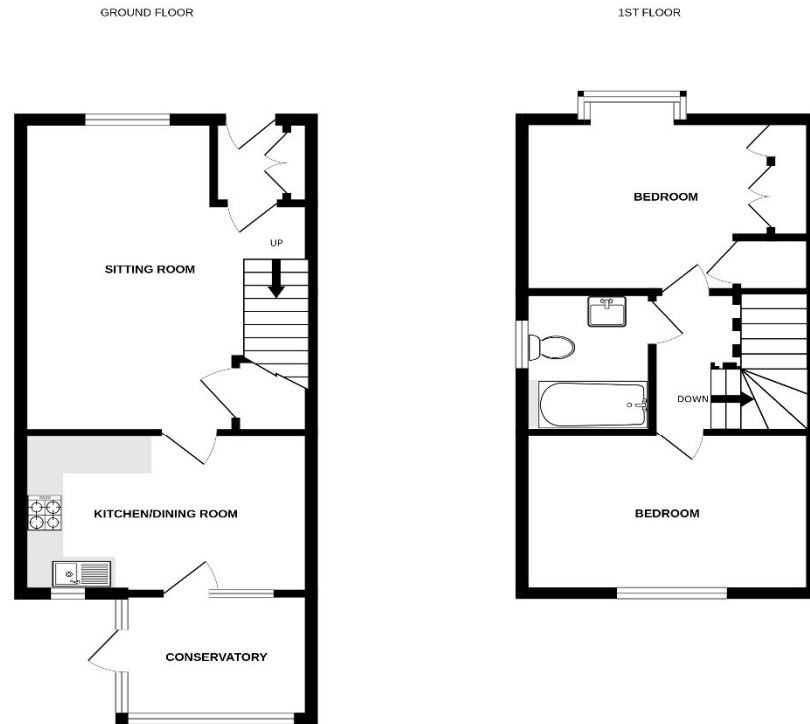 GROUND FLOOR
1ST FLOOR
SITTING ROOM
UP
KITCHEN/DINING ROOM
CONSERVATORY
BEDROOM
DOWN
BEDROOM